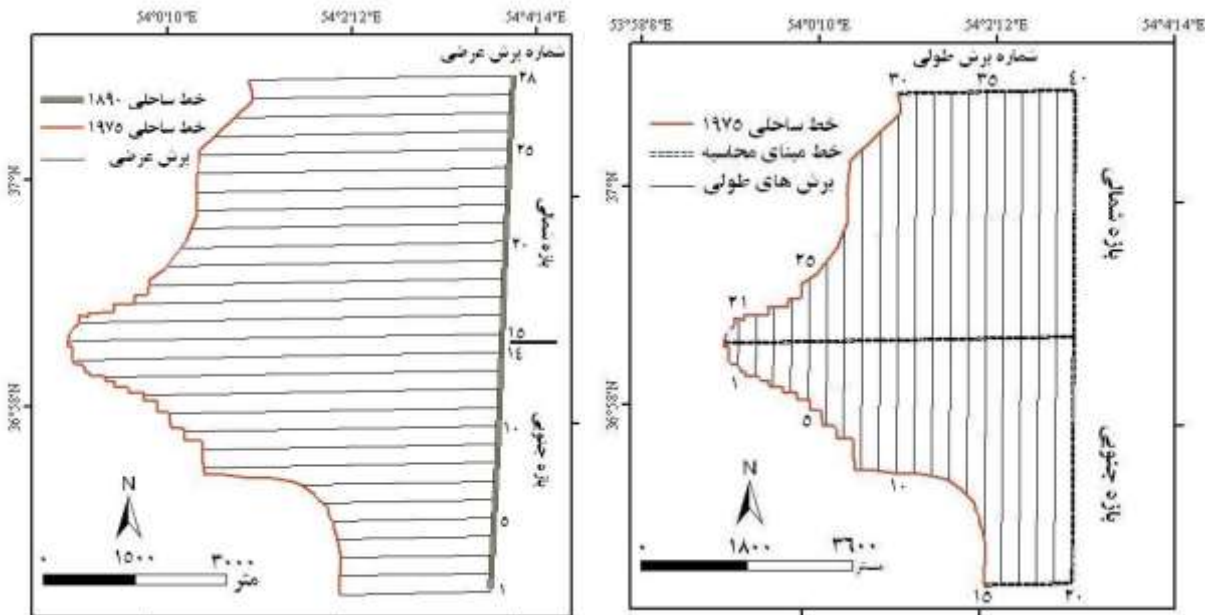 54°0'10"E 54°2'12"E 54°4'14"E
شماره برش عرضی
۲۸
خط ساحلی ۱۸۹۰
خط ساحلی ۱۹۷۵
برش عرضی
۲۵
37°N
بازه شمالی
۲۰
۱۵
۱٤
36°58'N
۱۰
بازه جنوبی
N
۵
۰ ۱۵۰۰ ۳۰۰۰
متر
۱
53°58'8"E 54°0'10"E 54°2'12"E 54°4'14"E
شماره برش طولی
۳۰ ۳۵ ٤۰
خط ساحلی ۱۹۷۵
خط مبنای محاسبه
برش های طولی
37°N
بازه شمالی
۲۵
۲۱
۱
36°58'N
۵
بازه جنوبی
۱۰
N
۰ ۱۸۰۰ ۳۶۰۰
متر
۱۵ ۲۰